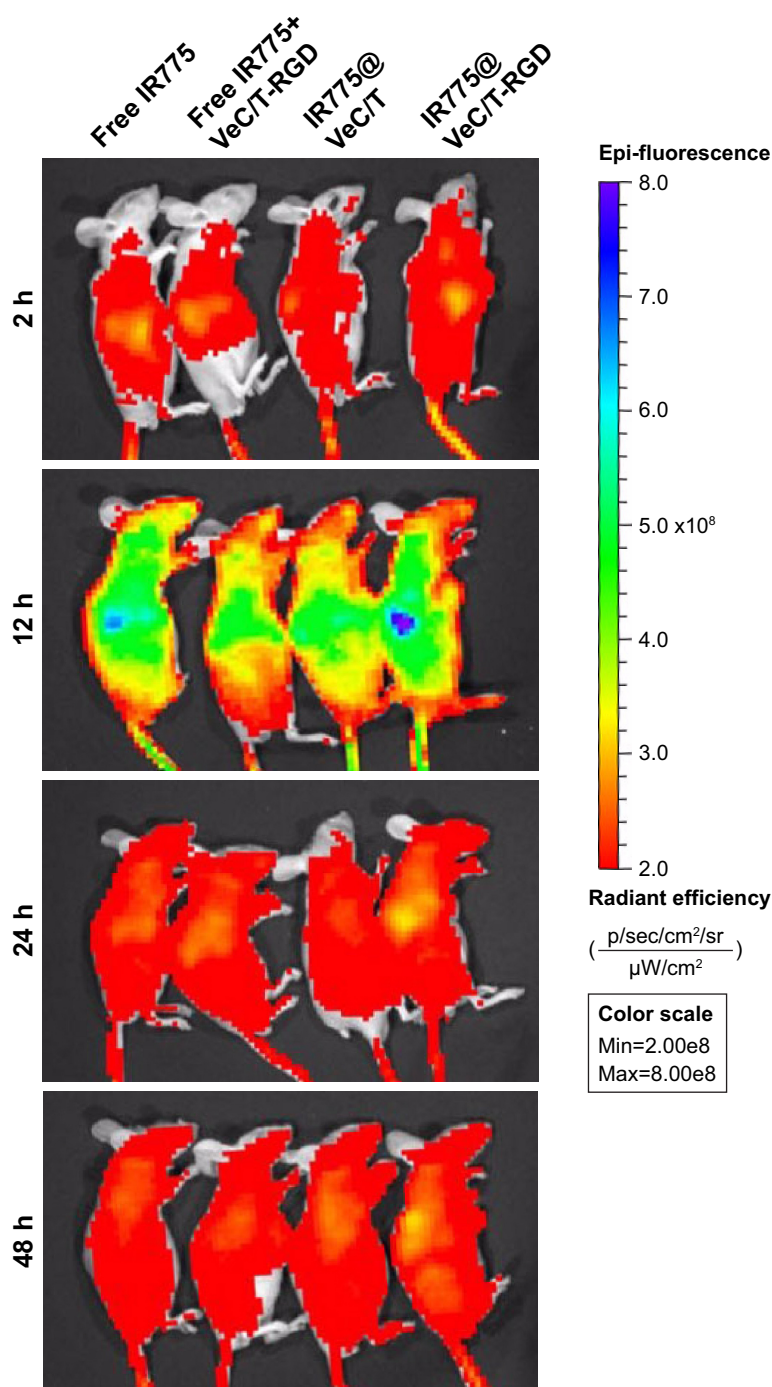 Free IR775
Free IR775+
VeC/T-RGD
IR775@
VeC/T
IR775@
VeC/T-RGD
2 h
12 h
24 h
48 h
Epi-fluorescence
8.0
7.0
6.0
5.0 x10⁸
4.0
3.0
2.0
Radiant efficiency
( p/sec/cm²/sr )
µW/cm²
Color scale
Min=2.00e8
Max=8.00e8